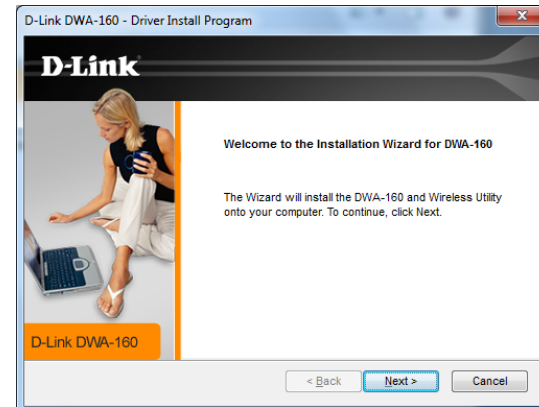 D-Link DWA-160 - Driver Install Program
D-Link
Welcome to the Installation Wizard for DWA-160
The Wizard will install the DWA-160 and Wireless Utility
onto your computer. To continue, click Next.
D-Link DWA-160
< Back Next > Cancel